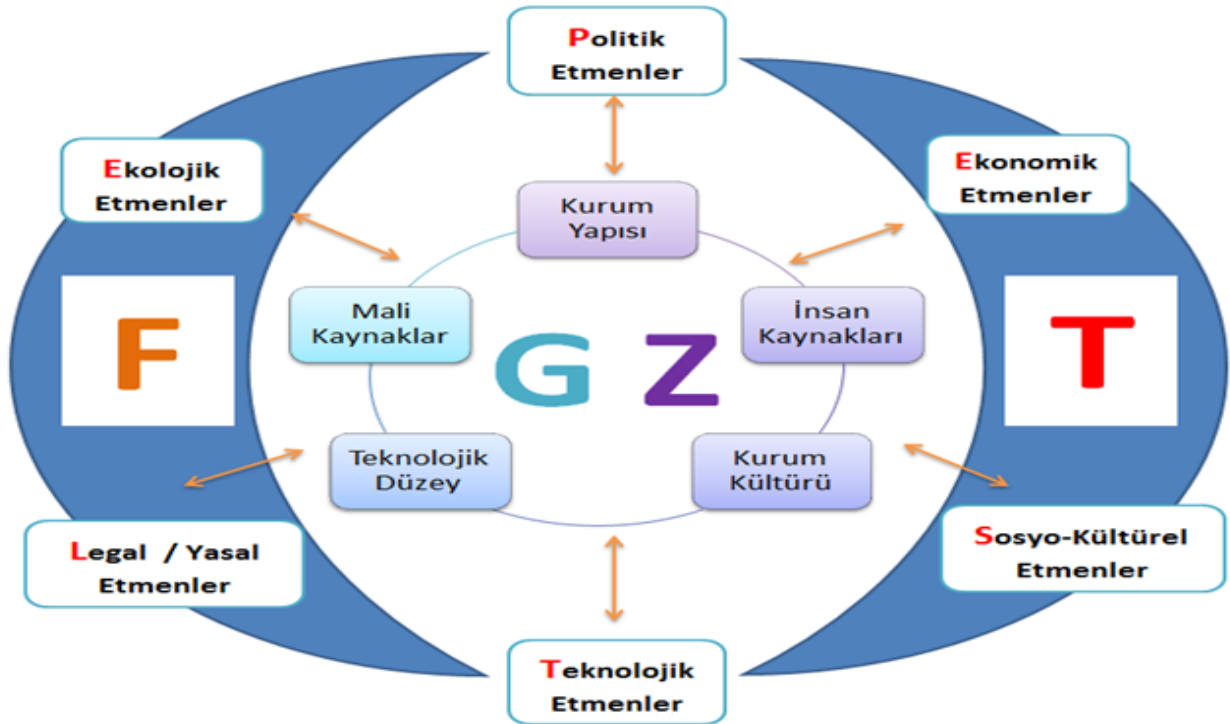 Politik
Etmenler
Ekolojik
Etmenler
Ekonomik
Etmenler
Kurum
Yapısı
Mali
Kaynaklar
İnsan
Kaynakları
F
G Z
T
Teknolojik
Düzey
Kurum
Kültürü
Legal / Yasal
Etmenler
Sosyo-Kültürel
Etmenler
Teknolojik
Etmenler